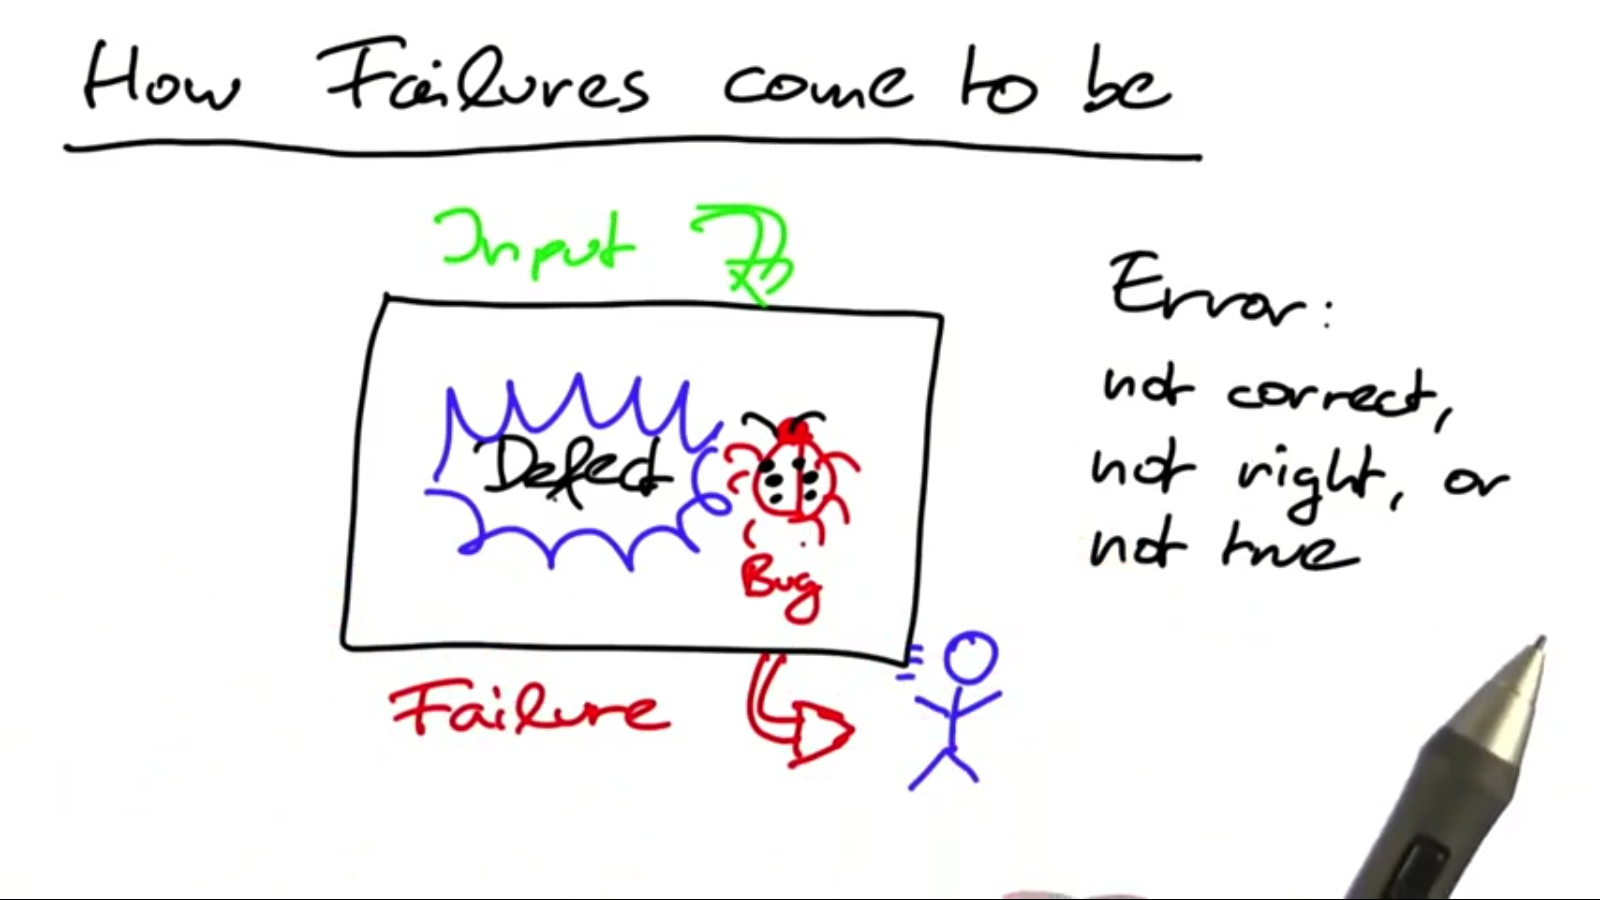 How Failures come to be
Input
Error:
not correct,
not right, or
not true
Defect
Bug
Failure